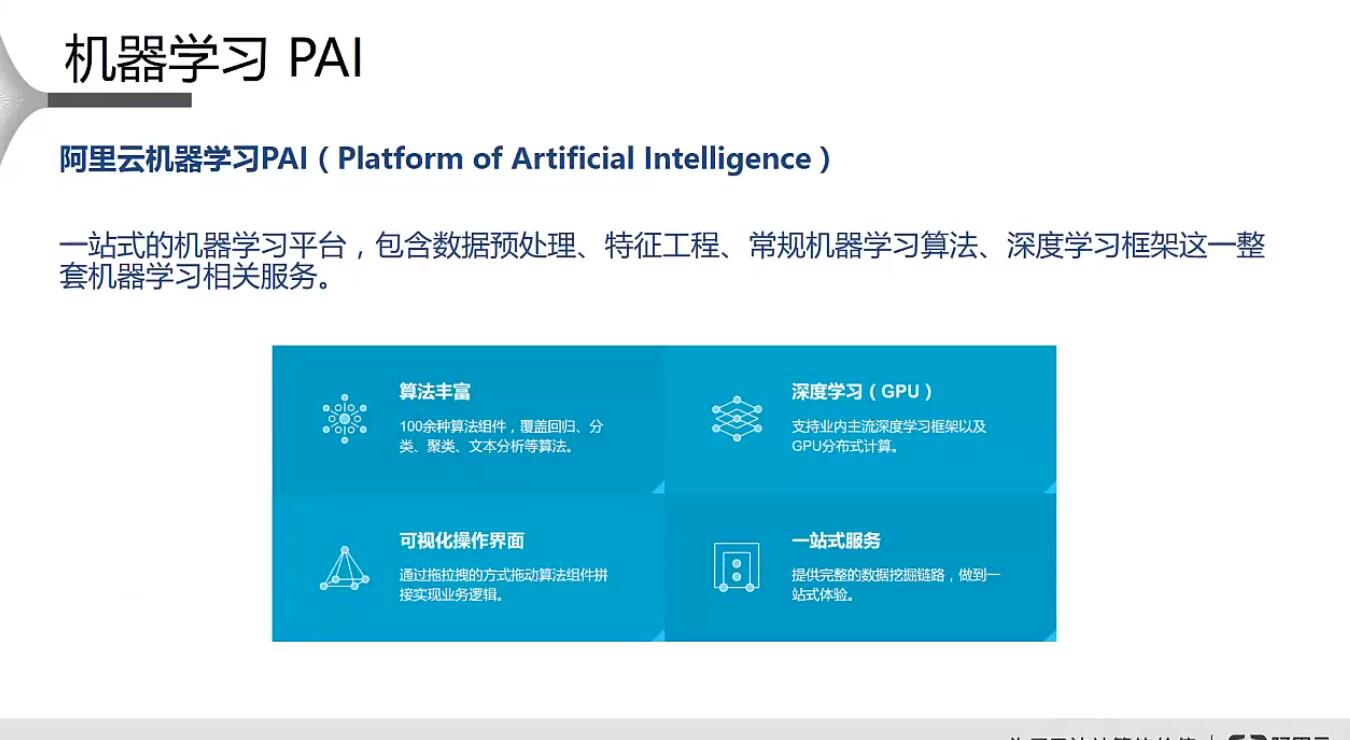 机器学习 PAI
阿里云机器学习PAI（Platform of Artificial Intelligence）
一站式的机器学习平台，包含数据预处理、特征工程、常规机器学习算法、深度学习框架这一整
套机器学习相关服务。
算法丰富
100余种算法组件，覆盖回归、分
类、聚类、文本分析等算法。
深度学习（GPU）
支持业内主流深度学习框架以及
GPU分布式计算。
可视化操作界面
通过拖拉拽的方式拖动算法组件拼
接实现业务逻辑。
一站式服务
提供完整的数据挖掘链路，做到一
站式体验。